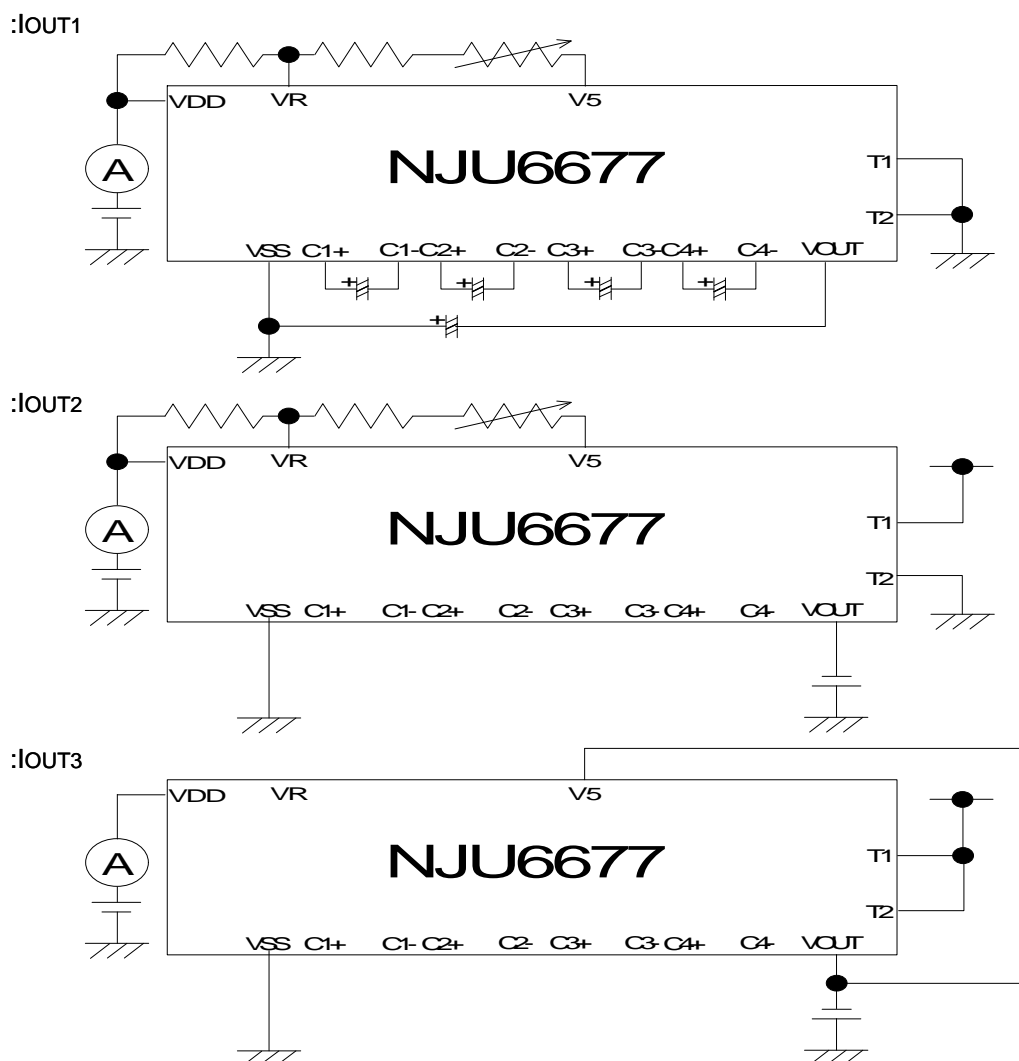 :IOUT1
VDD VR V5
A NJU6677 T1
T2
VSS C1+ C1- C2+ C2- C3+ C3- C4+ C4- VOUT
+ + + +
+
:IOUT2
VDD VR V5
A NJU6677 T1
T2
VSS C1+ C1- C2+ C2- C3+ C3- C4+ C4- VOUT
:IOUT3
VDD VR V5
A NJU6677 T1
T2
VSS C1+ C1- C2+ C2- C3+ C3- C4+ C4- VOUT